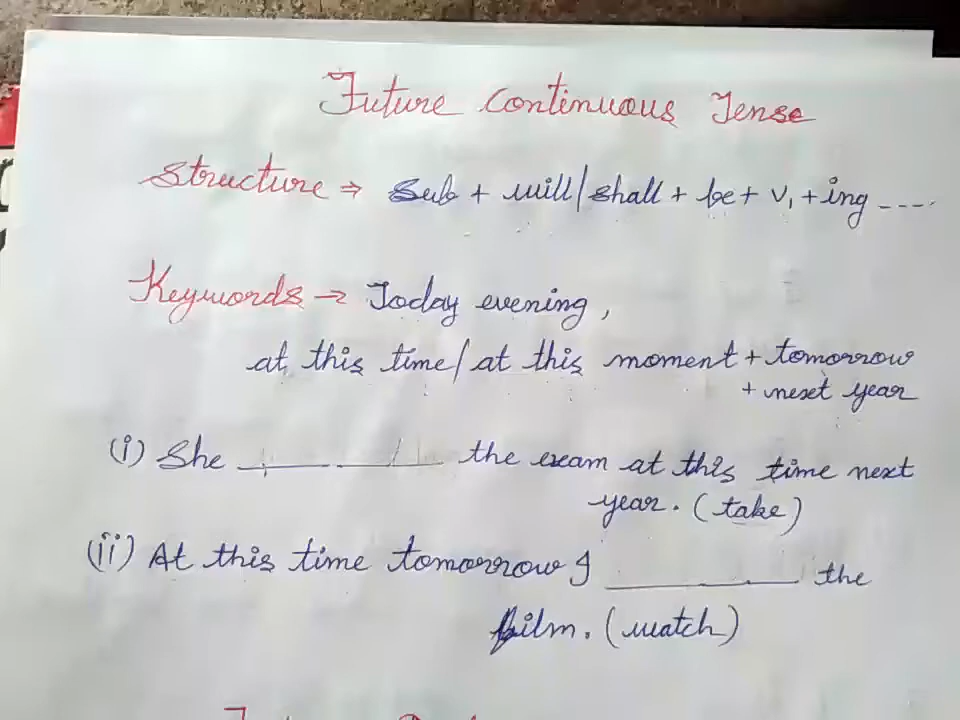 Future Continuous Tense
Structure ⇒ Sub + will/shall + be + V₁ + ing ----
Keywords → Today evening,
at this time/at this moment + tomorrow
+ next year
(i) She ________ the exam at this time next
year. (take)
(ii) At this time tomorrow I ________ the
film. (watch)